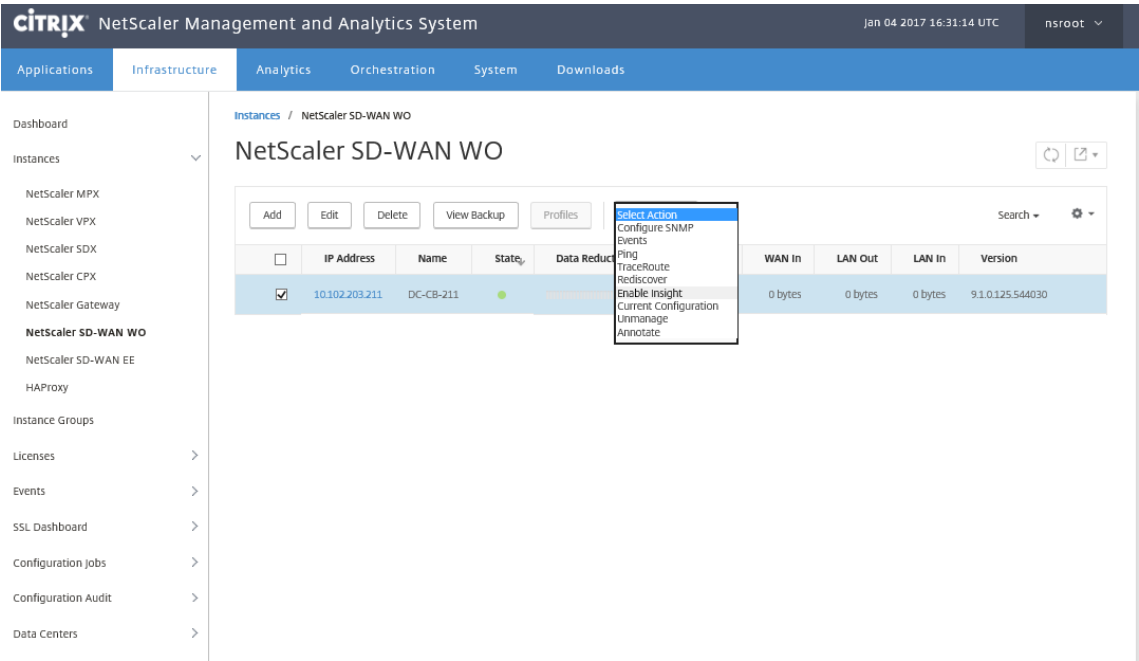 CITRIX NetScaler Management and Analytics System Jan 04 2017 16:31:14 UTC nsroot
Applications Infrastructure Analytics Orchestration System Downloads
Dashboard
Instances
NetScaler MPX
NetScaler VPX
NetScaler SDX
NetScaler CPX
NetScaler Gateway
NetScaler SD-WAN WO
NetScaler SD-WAN EE
HAProxy
Instance Groups
Licenses
Events
SSL Dashboard
Configuration Jobs
Configuration Audit
Data Centers
Instances / NetScaler SD-WAN WO
NetScaler SD-WAN WO
Add Edit Delete View Backup Profiles Search
Select Action
Configure SNMP
Events
Ping
TraceRoute
Rediscover
Enable Insight
Current Configuration
Unmanage
Annotate
IP Address Name State Data Reduct WAN In LAN Out LAN In Version
10.102.203.211 DC-CB-211 0 bytes 0 bytes 0 bytes 9.1.0.125.544030